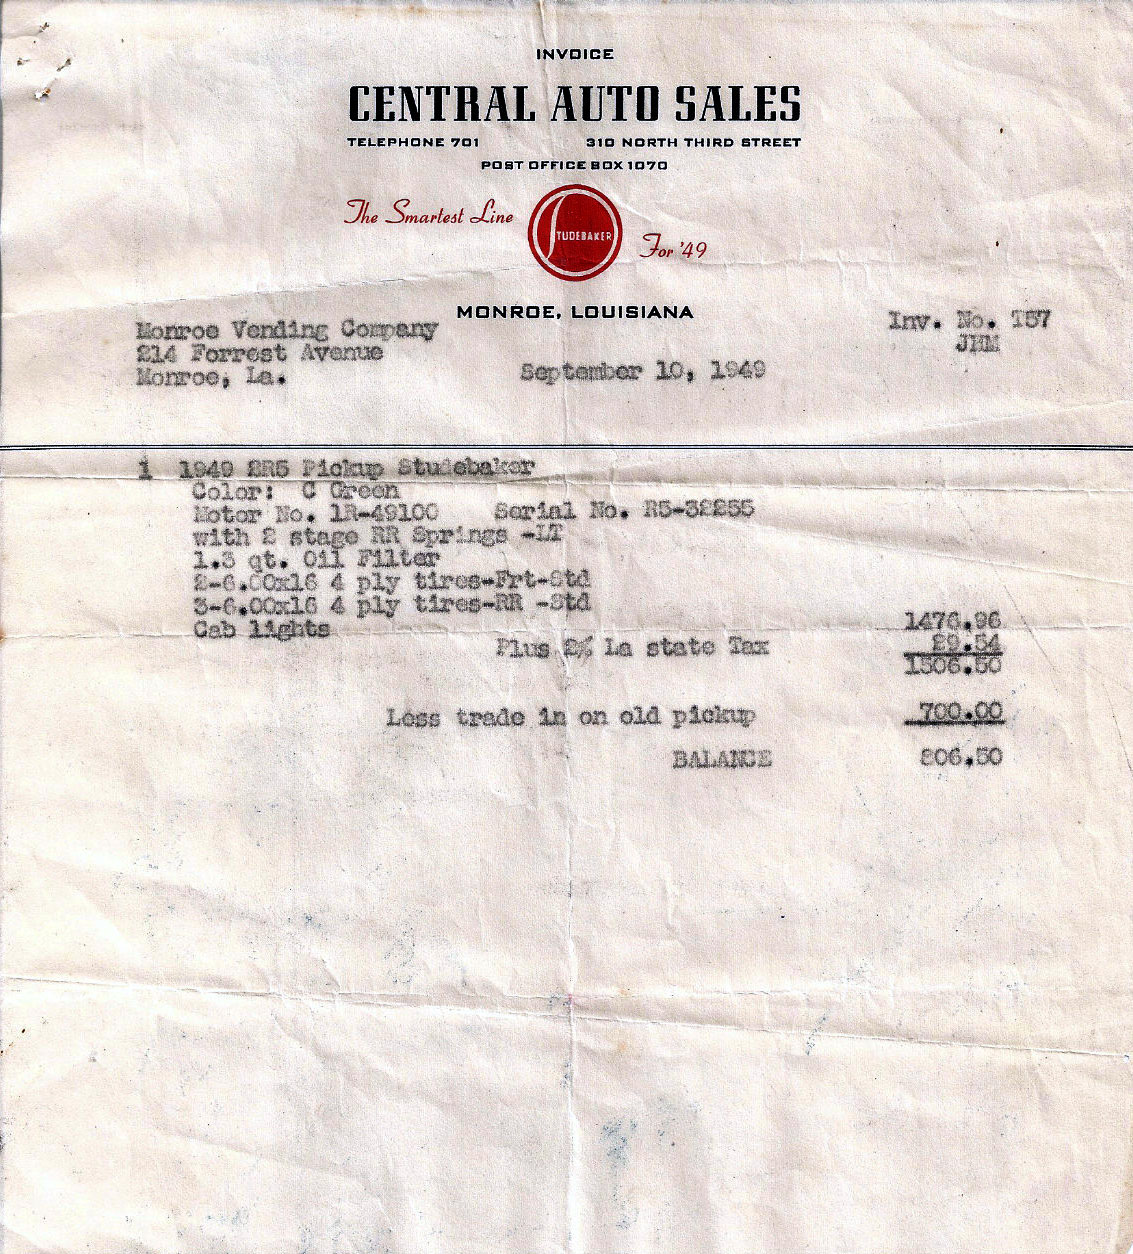 INVOICE
CENTRAL AUTO SALES
TELEPHONE 701 310 NORTH THIRD STREET
POST OFFICE BOX 1070
The Smartest Line STUDEBAKER For '49
MONROE, LOUISIANA
Monroe Vending Company Inv. No. 157
214 Forrest Avenue JHM
Monroe, La. September 10, 1949
1 1949 2R5 Pickup Studebaker
Color: C Green
Motor No. 1R-49100 Serial No. R5-32255
with 2 stage RR Springs -LT
1.3 qt. Oil Filter
2-6.00x16 4 ply tires-Frt-Std
3-6.00x16 4 ply tires-RR -Std
Cab lights 1476.96
Plus 2% La state Tax 29.54
1506.50
Less trade in on old pickup 700.00
BALANCE 806.50